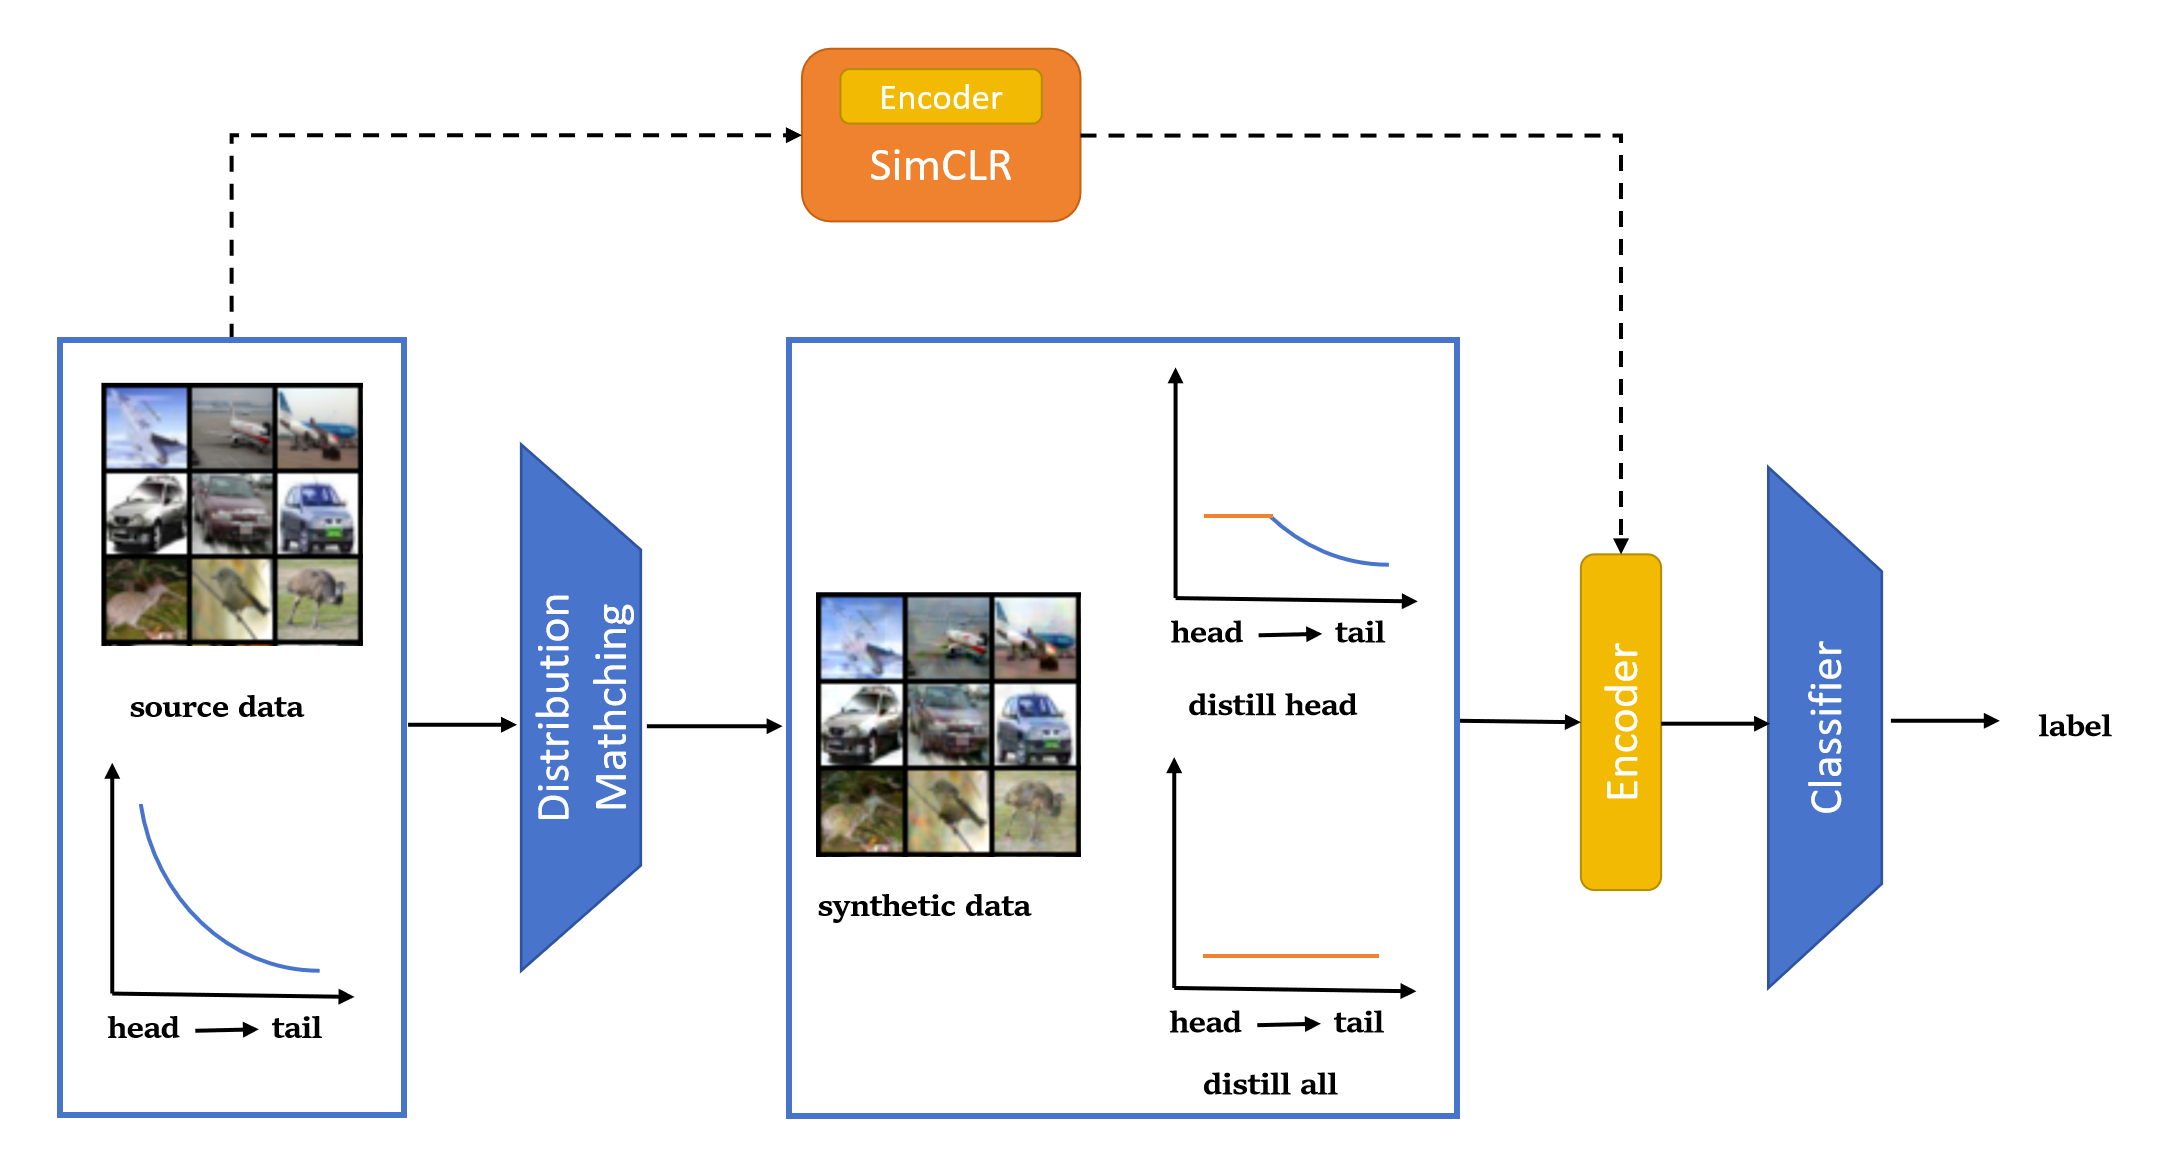 Encoder
SimCLR
source data
head
tail
Distribution
Mathching
synthetic data
head
tail
distill head
head
tail
distill all
Encoder
Classifier
label